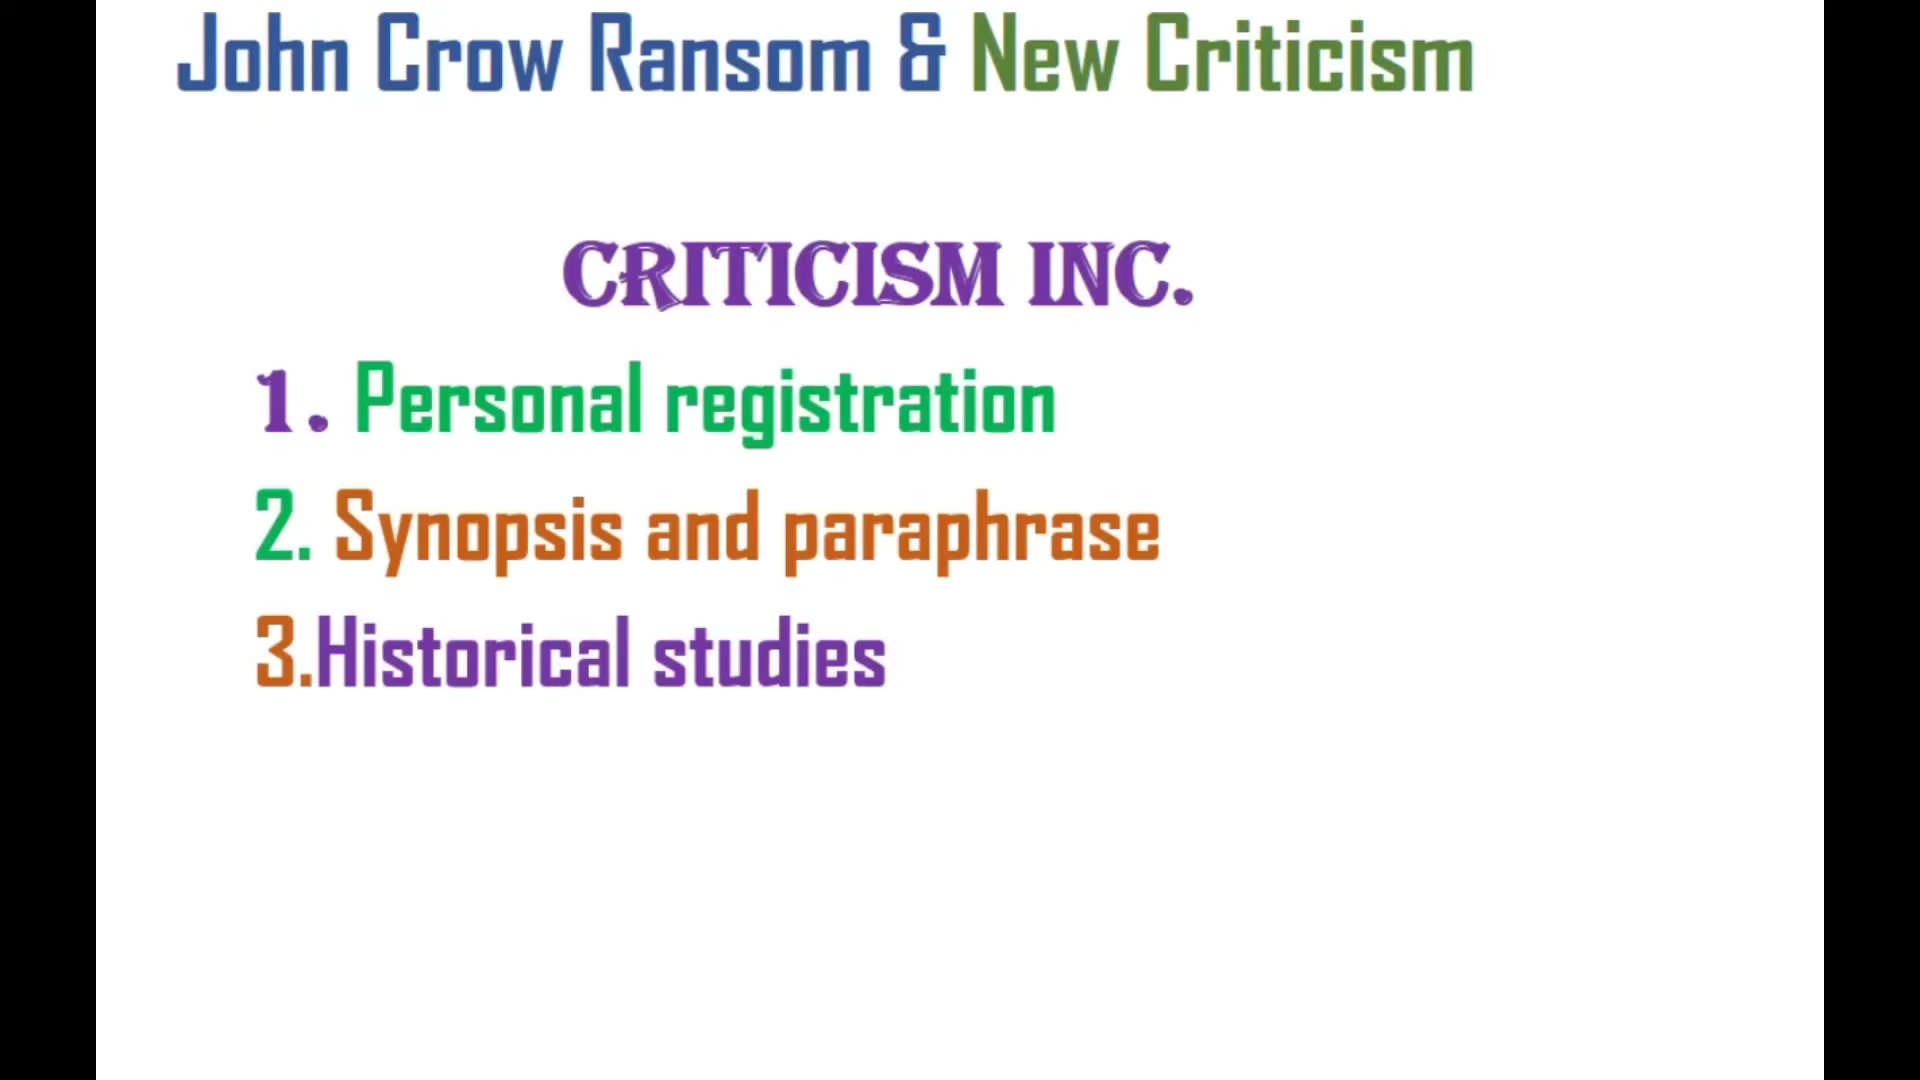 John Crow Ransom & New Criticism
CRITICISM INC.
1. Personal registration
2. Synopsis and paraphrase
3.Historical studies